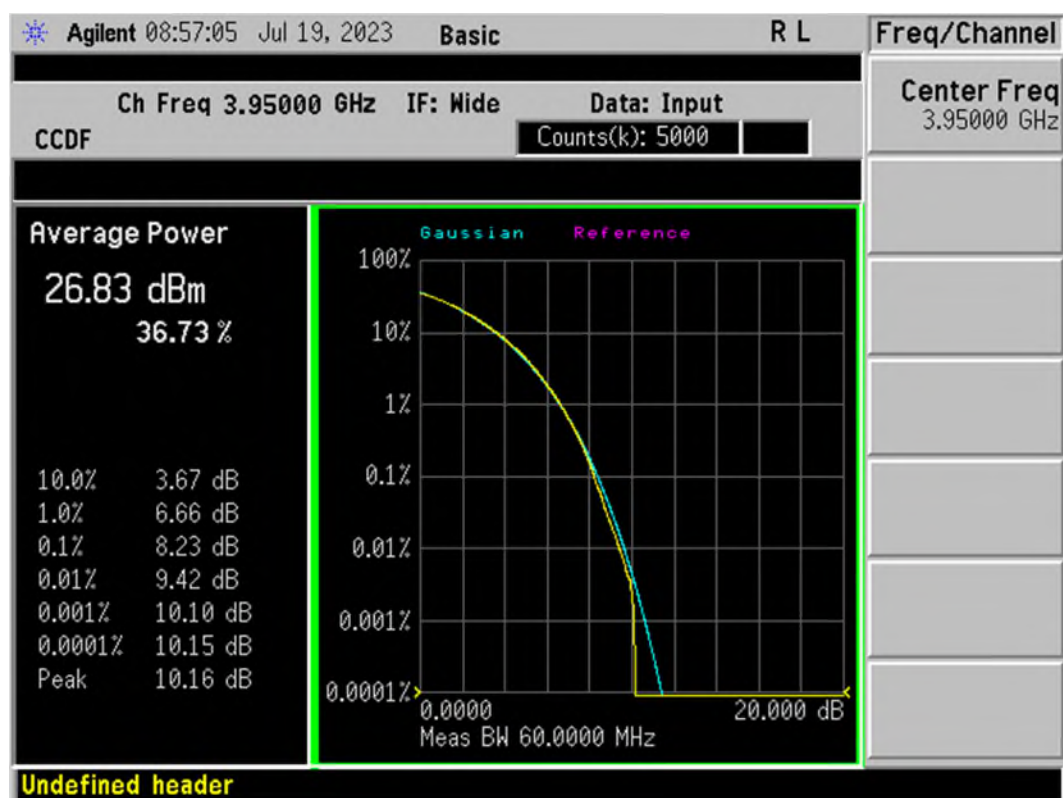 Agilent 08:57:05 Jul 19, 2023 Basic R L
Freq/Channel
Ch Freq 3.95000 GHz IF: Wide Data: Input
CCDF Counts(k): 5000
Center Freq
3.95000 GHz
Average Power
26.83 dBm
36.73 %
10.0% 3.67 dB
1.0% 6.66 dB
0.1% 8.23 dB
0.01% 9.42 dB
0.001% 10.10 dB
0.0001% 10.15 dB
Peak 10.16 dB
Gaussian Reference
100%
10%
1%
0.1%
0.01%
0.001%
0.0001%
0.0000 20.000 dB
Meas BW 60.0000 MHz
Undefined header